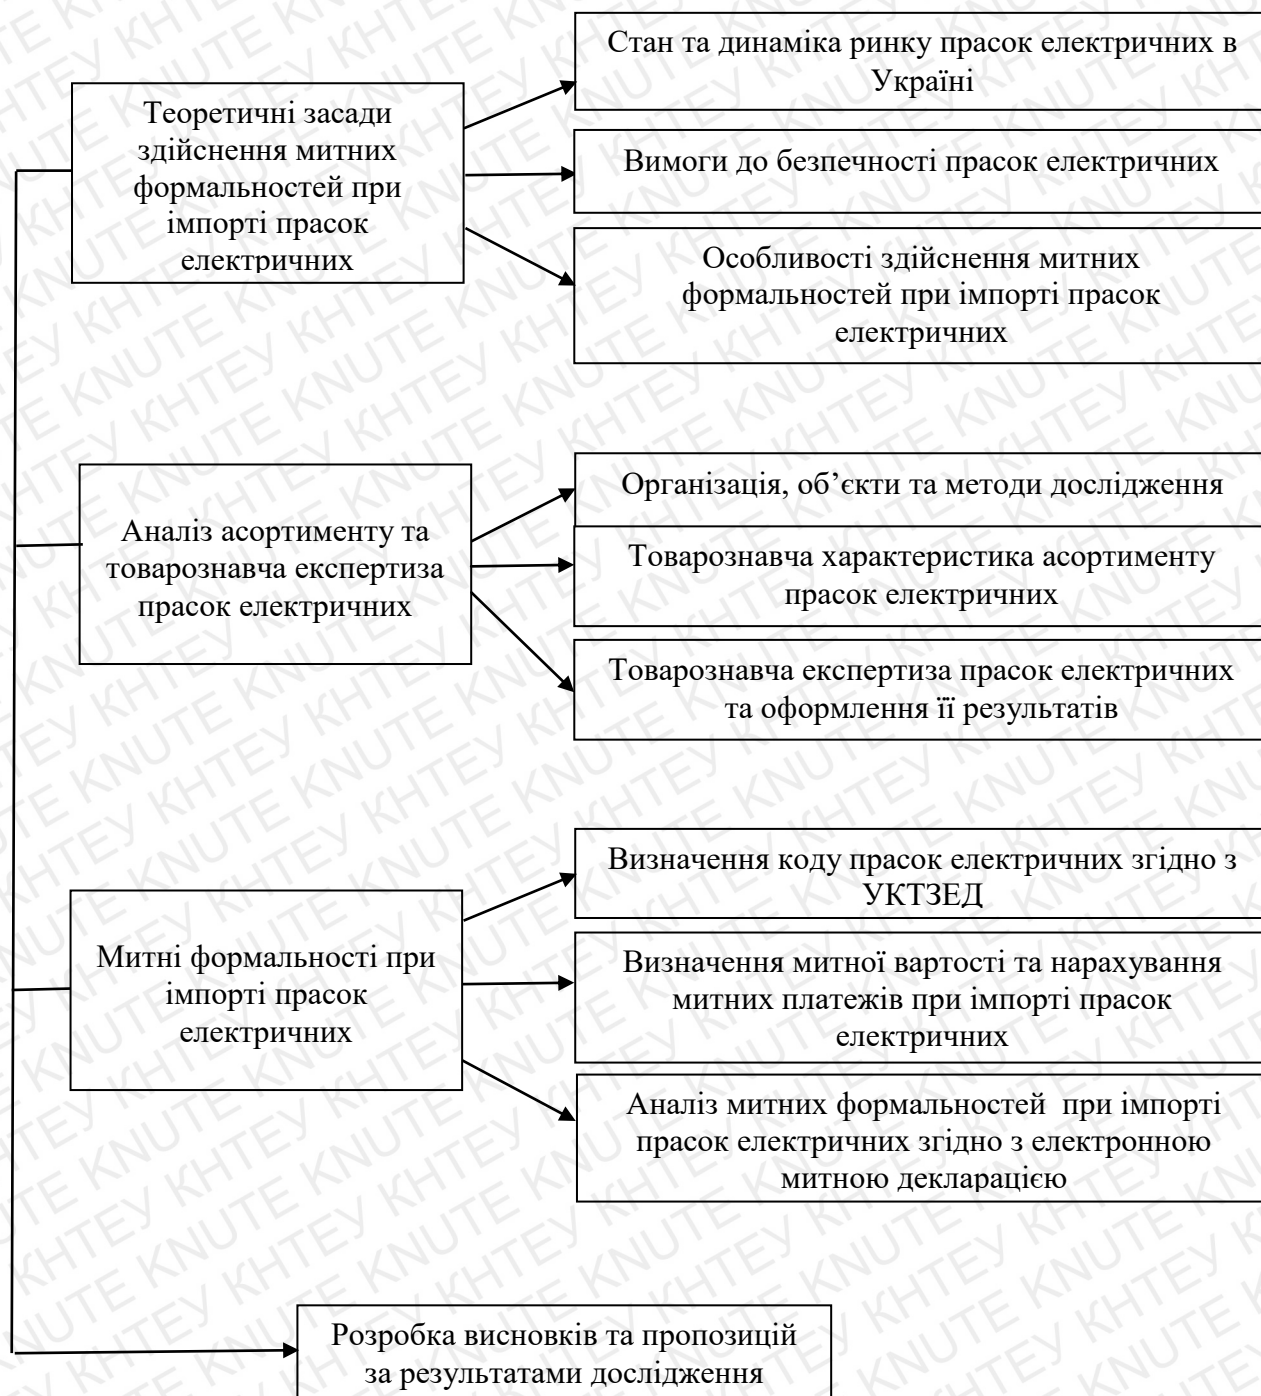 Стан та динаміка ринку прасок електричних в
Україні
Теоретичні засади
здійснення митних
формальностей при
імпорті прасок
електричних
Вимоги до безпечності прасок електричних
Особливості здійснення митних
формальностей при імпорті прасок
електричних
Організація, об’єкти та методи дослідження
Аналіз асортименту та
товарознавча експертиза
прасок електричних
Товарознавча характеристика асортименту
прасок електричних
Товарознавча експертиза прасок електричних
та оформлення її результатів
Визначення коду прасок електричних згідно з
УКТЗЕД
Митні формальності при
імпорті прасок
електричних
Визначення митної вартості та нарахування
митних платежів при імпорті прасок
електричних
Аналіз митних формальностей при імпорті
прасок електричних згідно з електронною
митною декларацією
Розробка висновків та пропозицій
за результатами дослідження